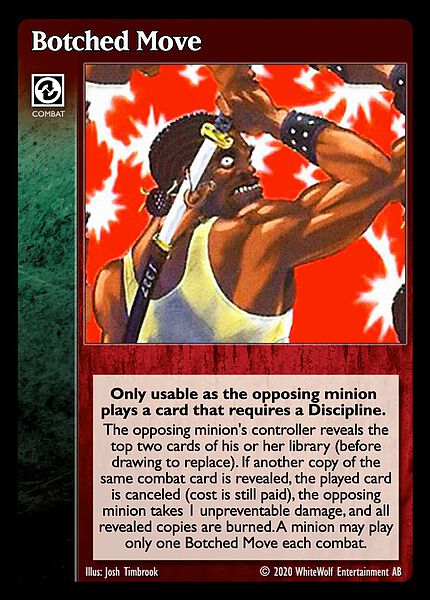 Botched Move
COMBAT
1337
Only usable as the opposing minion
plays a card that requires a Discipline.
The opposing minion's controller reveals the
top two cards of his or her library (before
drawing to replace). If another copy of the
same combat card is revealed, the played card
is canceled (cost is still paid), the opposing
minion takes 1 unpreventable damage, and all
revealed copies are burned. A minion may play
only one Botched Move each combat.
Illus: Josh Timbrook
© 2020 WhiteWolf Entertainment AB